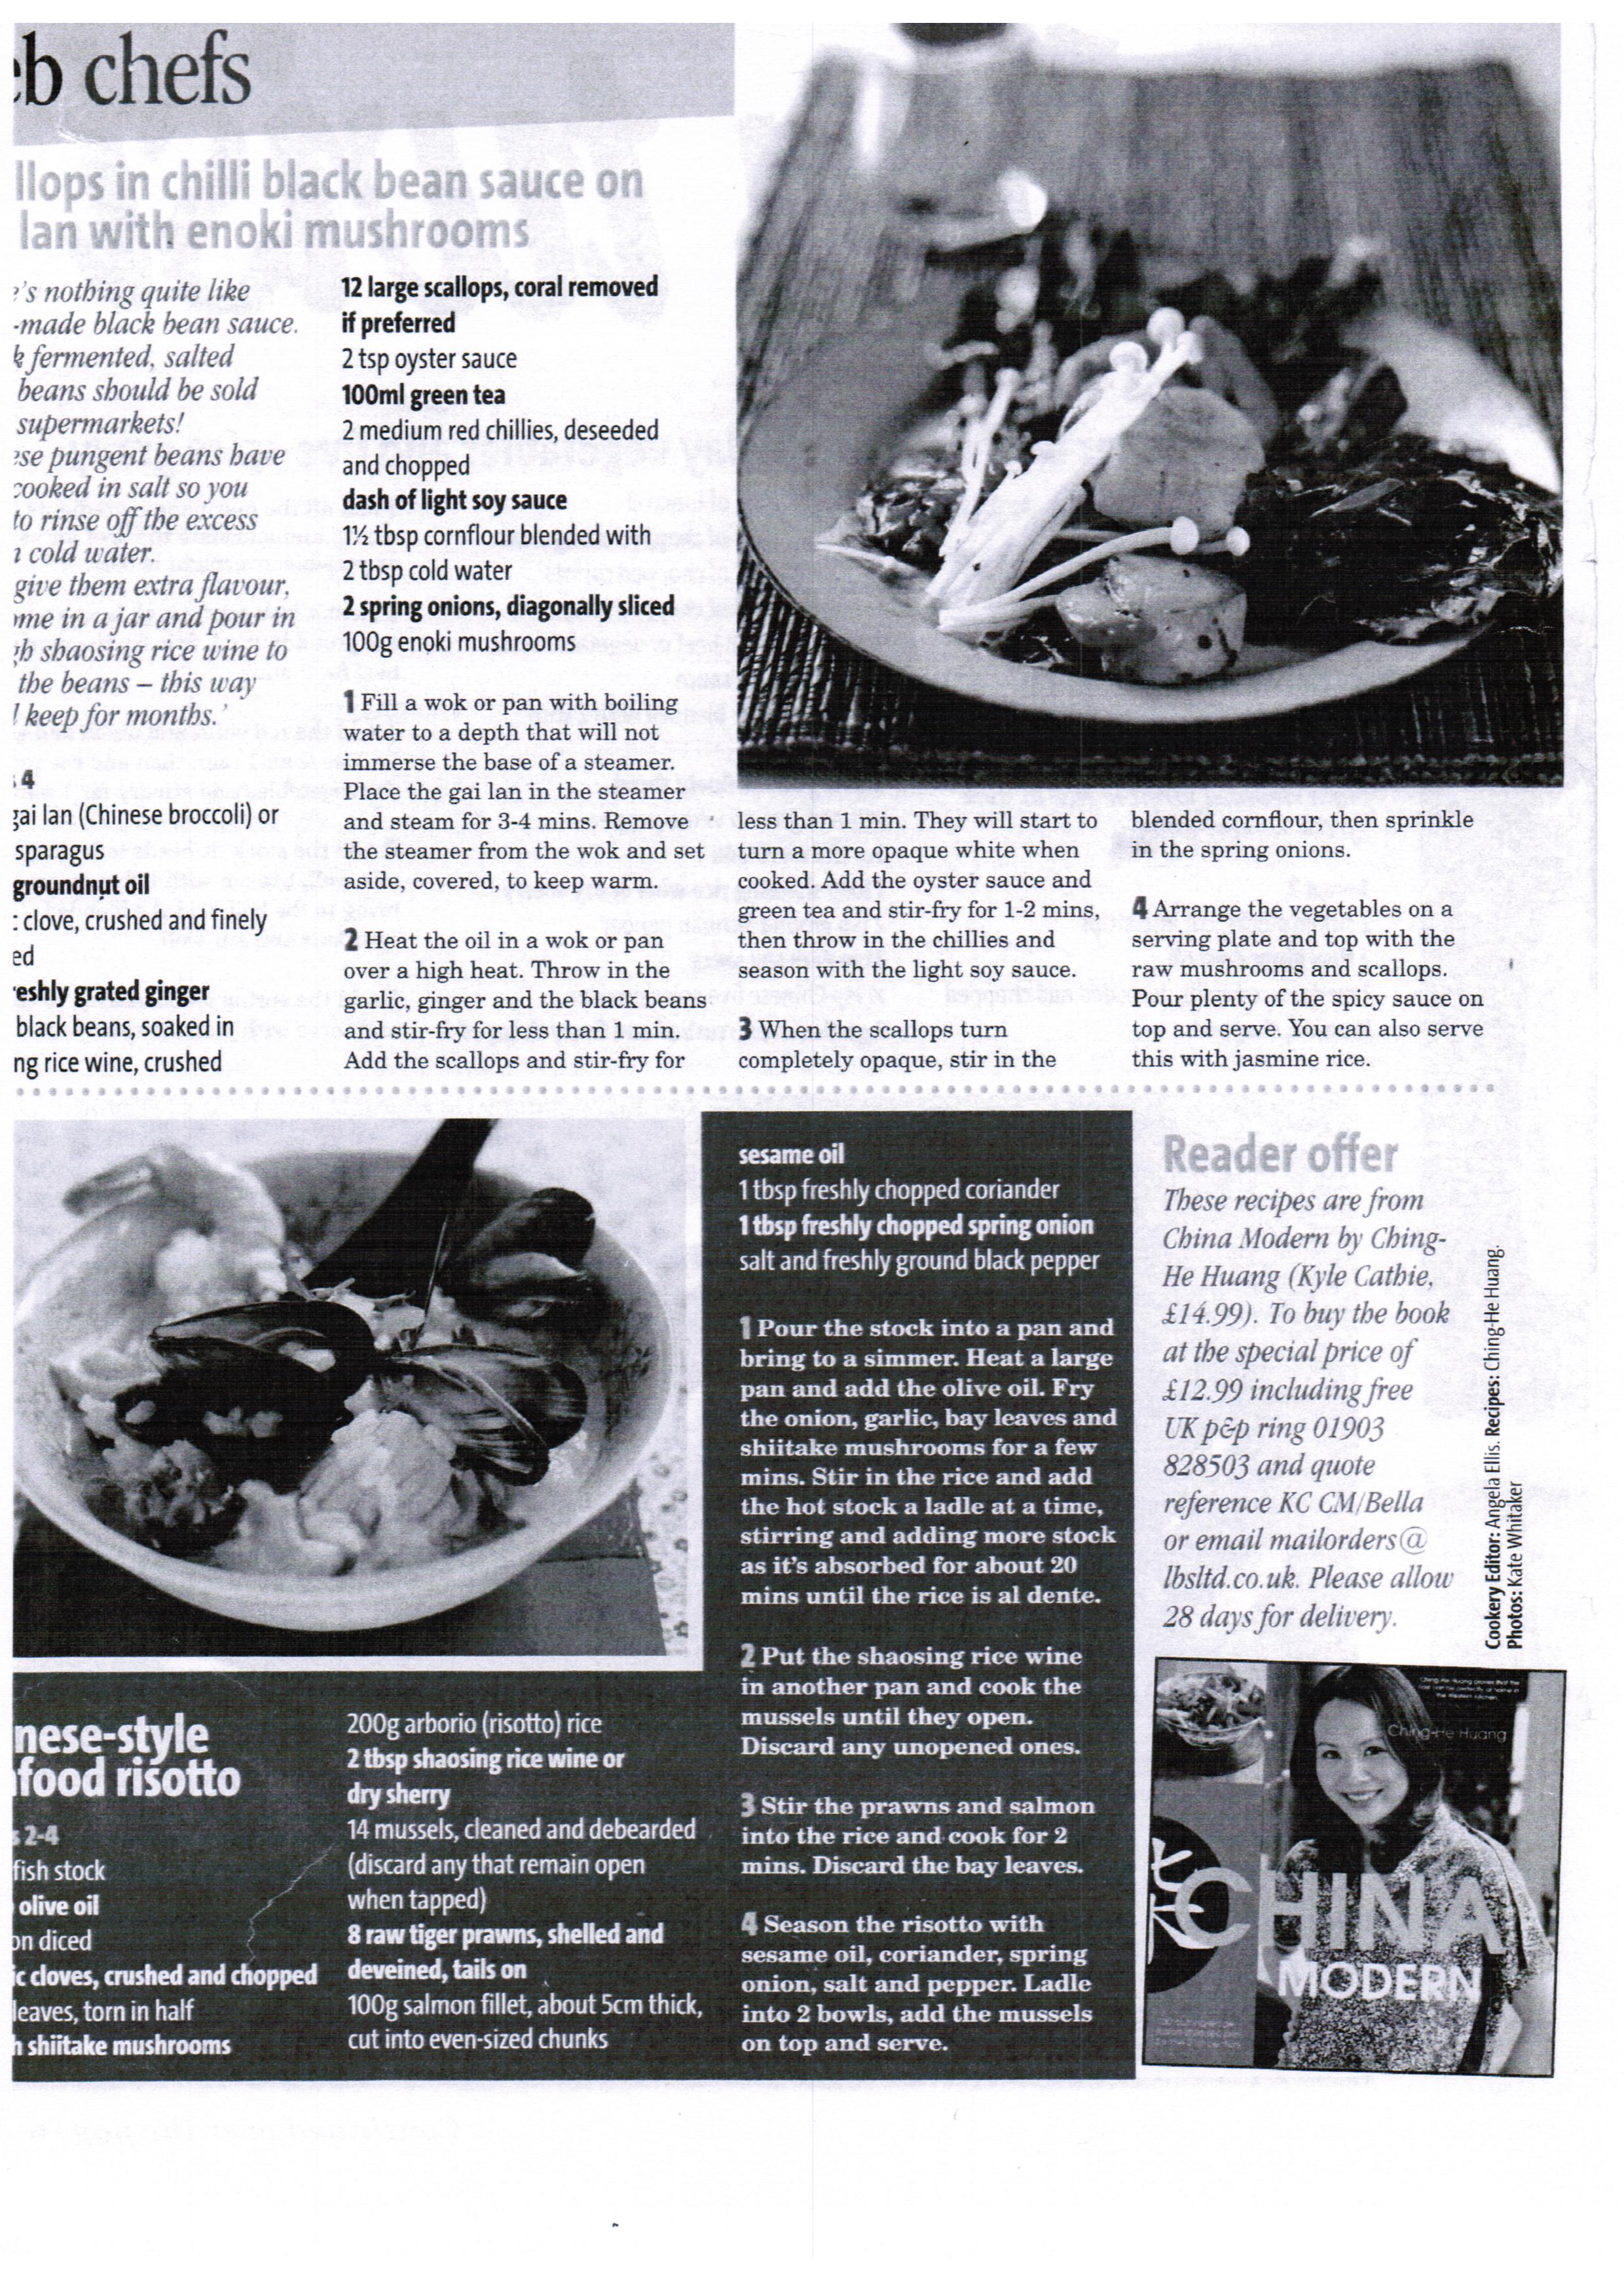 eb chefs
llops in chilli black bean sauce on
lan with enoki mushrooms
e's nothing quite like
-made black bean sauce.
k fermented, salted
beans should be sold
supermarkets!
ese pungent beans have
cooked in salt so you
to rinse off the excess
n cold water.
give them extra flavour,
ome in a jar and pour in
gh shaosing rice wine to
the beans – this way
l keep for months.'
s 4
gai lan (Chinese broccoli) or
sparagus
groundnut oil
c clove, crushed and finely
ed
reshly grated ginger
black beans, soaked in
ng rice wine, crushed
12 large scallops, coral removed
if preferred
2 tsp oyster sauce
100ml green tea
2 medium red chillies, deseeded
and chopped
dash of light soy sauce
1½ tbsp cornflour blended with
2 tbsp cold water
2 spring onions, diagonally sliced
100g enoki mushrooms
1 Fill a wok or pan with boiling
water to a depth that will not
immerse the base of a steamer.
Place the gai lan in the steamer
and steam for 3-4 mins. Remove
the steamer from the wok and set
aside, covered, to keep warm.
2 Heat the oil in a wok or pan
over a high heat. Throw in the
garlic, ginger and the black beans
and stir-fry for less than 1 min.
Add the scallops and stir-fry for
less than 1 min. They will start to
turn a more opaque white when
cooked. Add the oyster sauce and
green tea and stir-fry for 1-2 mins,
then throw in the chillies and
season with the light soy sauce.
3 When the scallops turn
completely opaque, stir in the
blended cornflour, then sprinkle
in the spring onions.
4 Arrange the vegetables on a
serving plate and top with the
raw mushrooms and scallops.
Pour plenty of the spicy sauce on
top and serve. You can also serve
this with jasmine rice.
nese-style
food risotto
s 2-4
fish stock
olive oil
on diced
ic cloves, crushed and chopped
leaves, torn in half
h shiitake mushrooms
200g arborio (risotto) rice
2 tbsp shaosing rice wine or
dry sherry
14 mussels, cleaned and debearded
(discard any that remain open
when tapped)
8 raw tiger prawns, shelled and
deveined, tails on
100g salmon fillet, about 5cm thick,
cut into even-sized chunks
sesame oil
1 tbsp freshly chopped coriander
1 tbsp freshly chopped spring onion
salt and freshly ground black pepper
1 Pour the stock into a pan and
bring to a simmer. Heat a large
pan and add the olive oil. Fry
the onion, garlic, bay leaves and
shiitake mushrooms for a few
mins. Stir in the rice and add
the hot stock a ladle at a time,
stirring and adding more stock
as it's absorbed for about 20
mins until the rice is al dente.
2 Put the shaosing rice wine
in another pan and cook the
mussels until they open.
Discard any unopened ones.
3 Stir the prawns and salmon
into the rice and cook for 2
mins. Discard the bay leaves.
4 Season the risotto with
sesame oil, coriander, spring
onion, salt and pepper. Ladle
into 2 bowls, add the mussels
on top and serve.
Reader offer
These recipes are from
China Modern by Ching-
He Huang (Kyle Cathie,
£14.99). To buy the book
at the special price of
£12.99 including free
UK p&p ring 01903
828503 and quote
reference KC CM/Bella
or email mailorders@
lbsltd.co.uk. Please allow
28 days for delivery.
Cookery Editor: Angela Ellis. Recipes: Ching-He Huang.
Photos: Kate Whitaker
Ching-He Huang proves that the
in the Western kitchen
Ching-He Huang
CHINA
MODERN